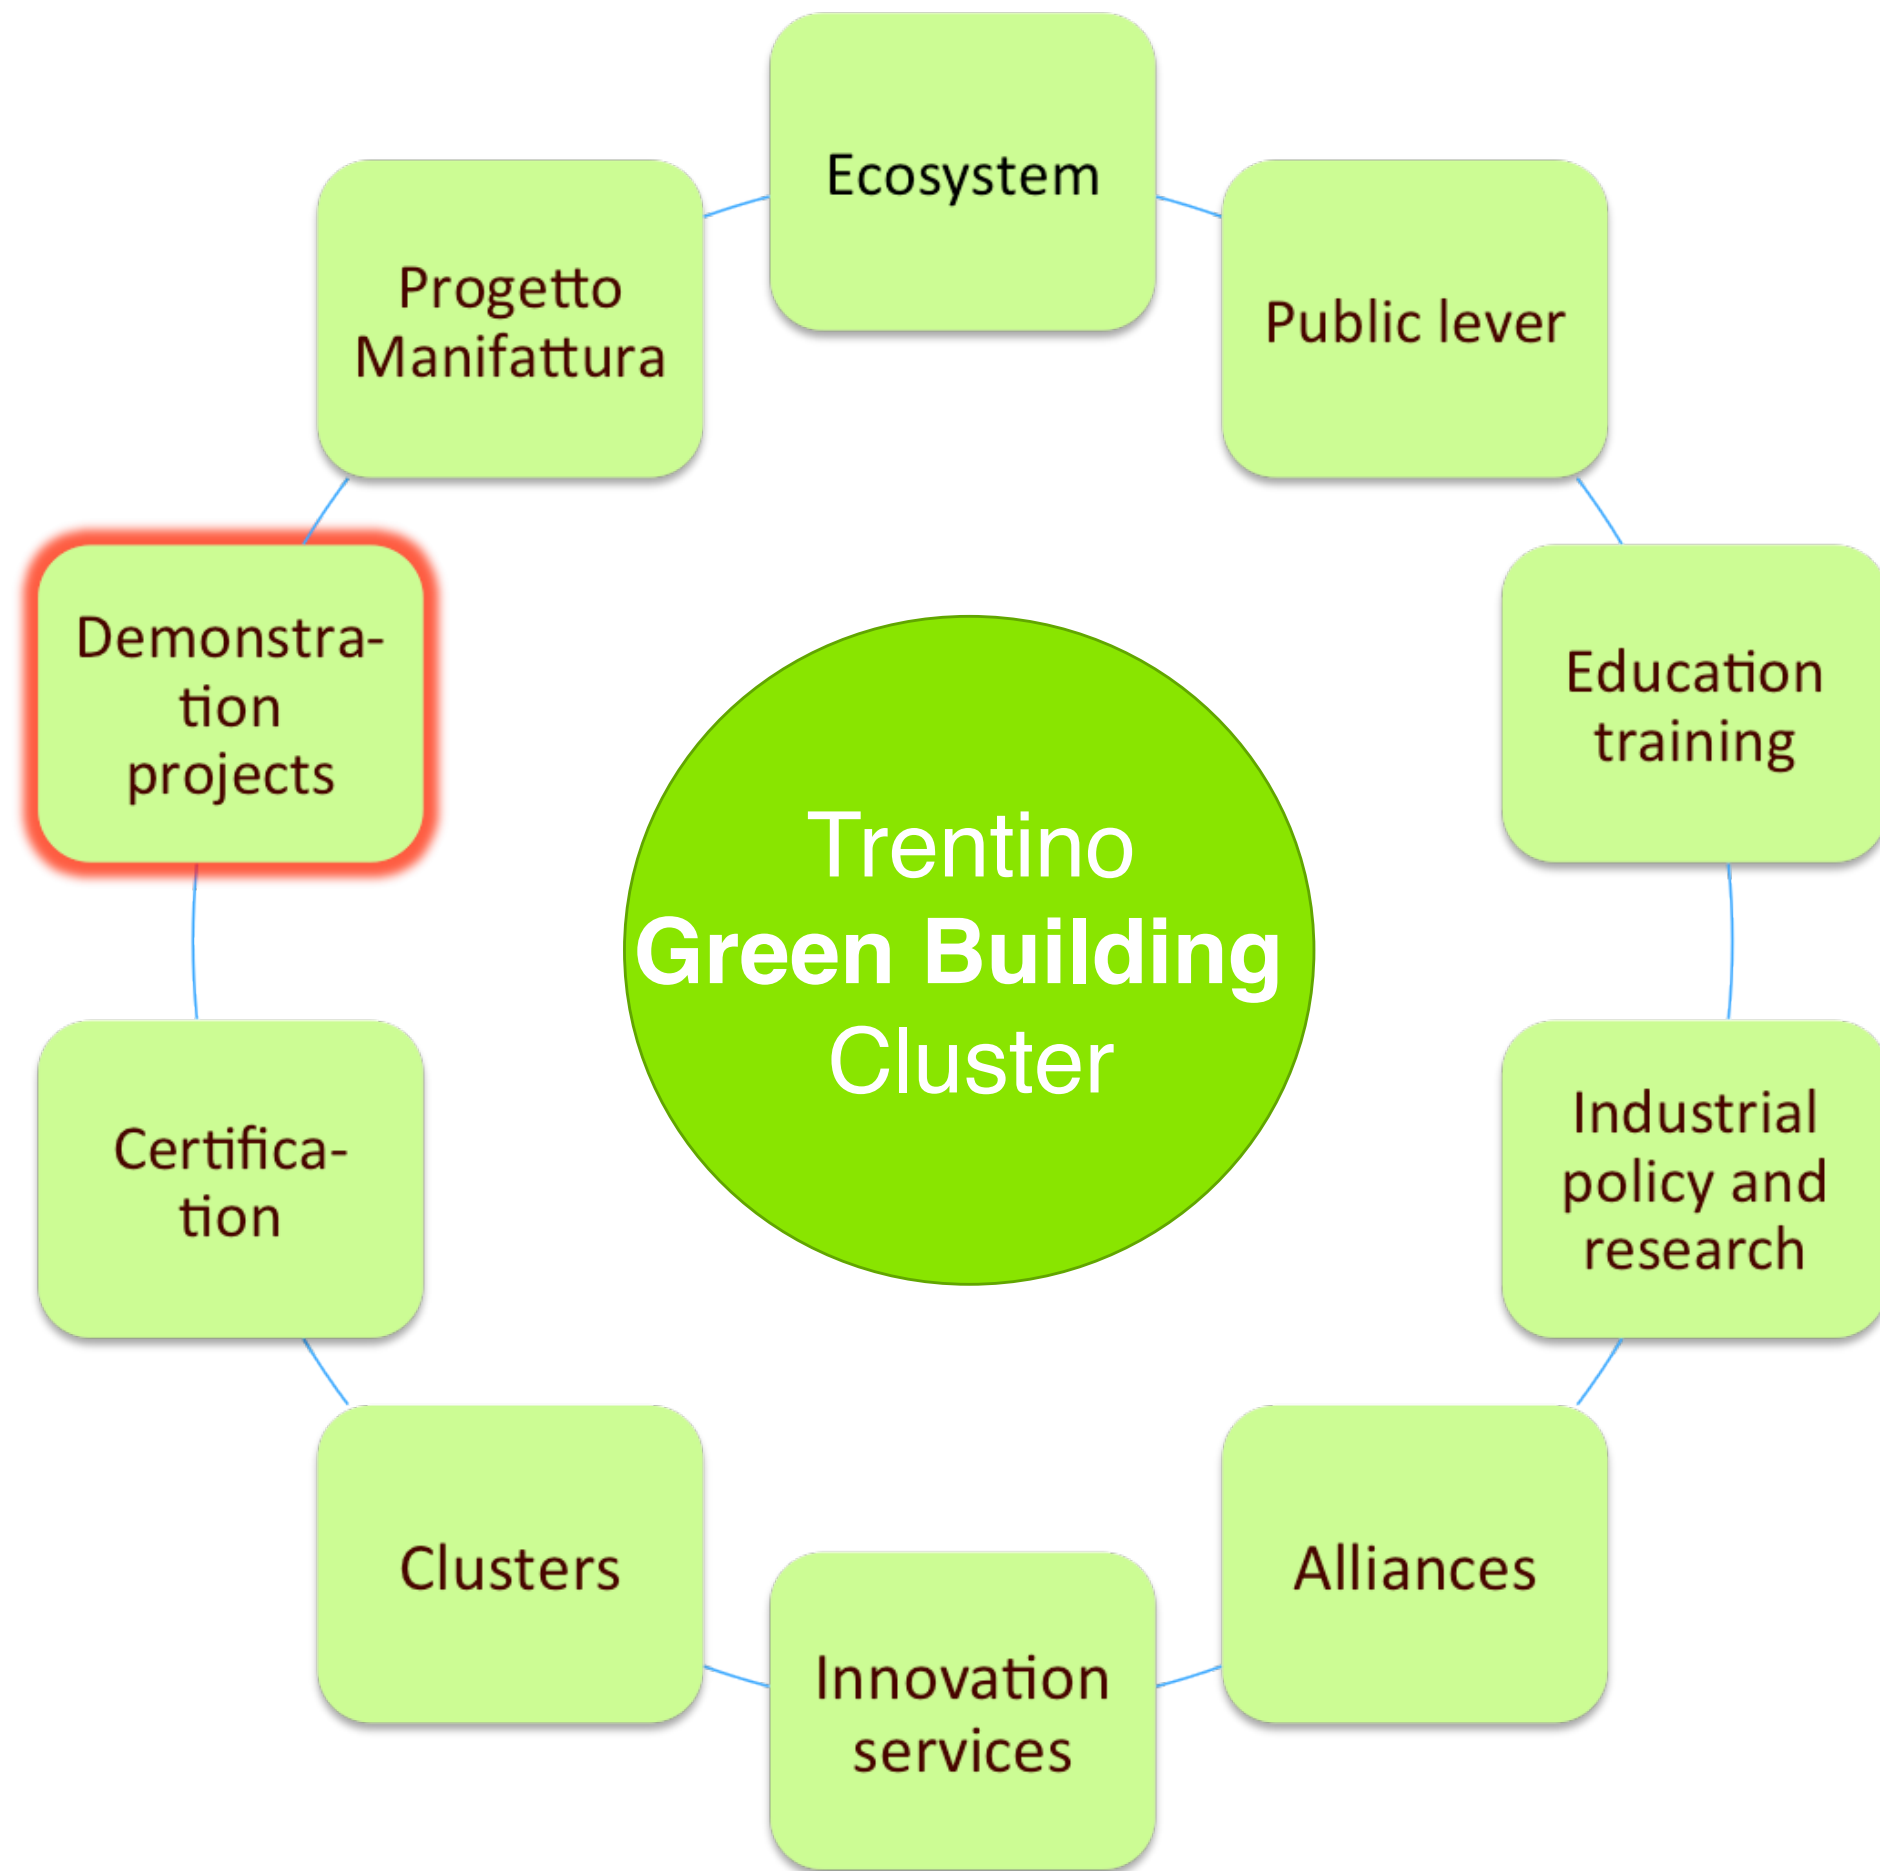 Ecosystem
Public lever
Education
training
Industrial
policy and
research
Alliances
Innovation
services
Clusters
Certifica-
tion
Demonstra-
tion
projects
Progetto
Manifattura
Trentino
Green Building
Cluster